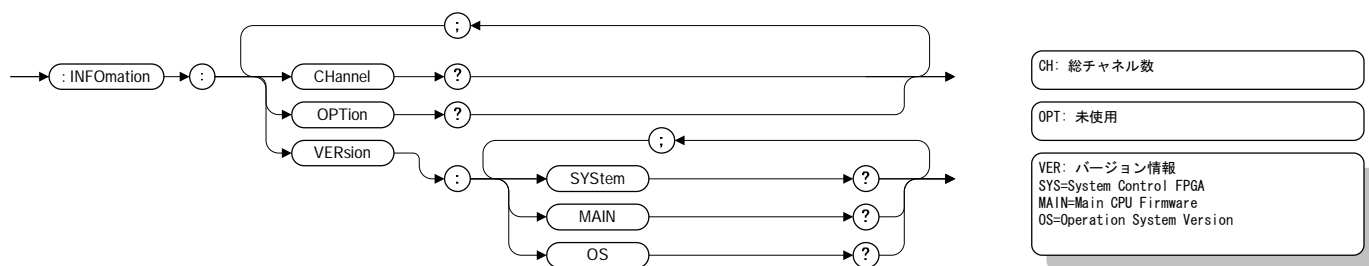 ;
: INFOmation : CHannel ?
OPTion ?
VERsion
;
: SYStem ?
MAIN ?
OS ?
CH: 総チャネル数
OPT: 未使用
VER: バージョン情報
SYS=System Control FPGA
MAIN=Main CPU Firmware
OS=Operation System Version